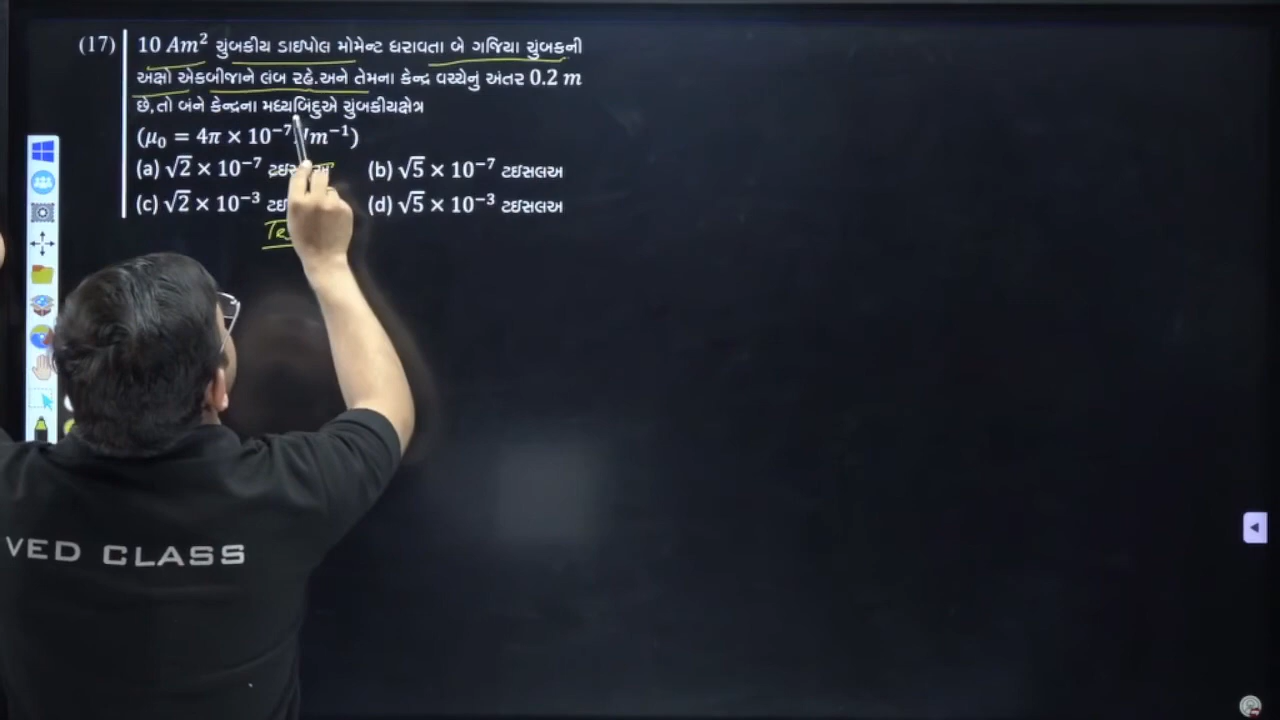 (17) 10 Am² ચુંબકીય ડાઇપોલ મોમેન્ટ ધરાવતા બે ગજિયા ચુંબકની
અક્ષો એકબીજાને લંબ રહે.અને તેમના કેન્દ્ર વચ્ચેનું અંતર 0.2 m
છે,તો બંને કેન્દ્રના મધ્યબિંદુએ ચુંબકીયક્ષેત્ર
(μ₀ = 4π × 10⁻⁷ m⁻¹)
(a) √2 × 10⁻⁷ (b) √5 × 10⁻⁷ ટઇસલઅ
(c) √2 × 10⁻³ (d) √5 × 10⁻³ ટઇસલઅ
VED CLASS